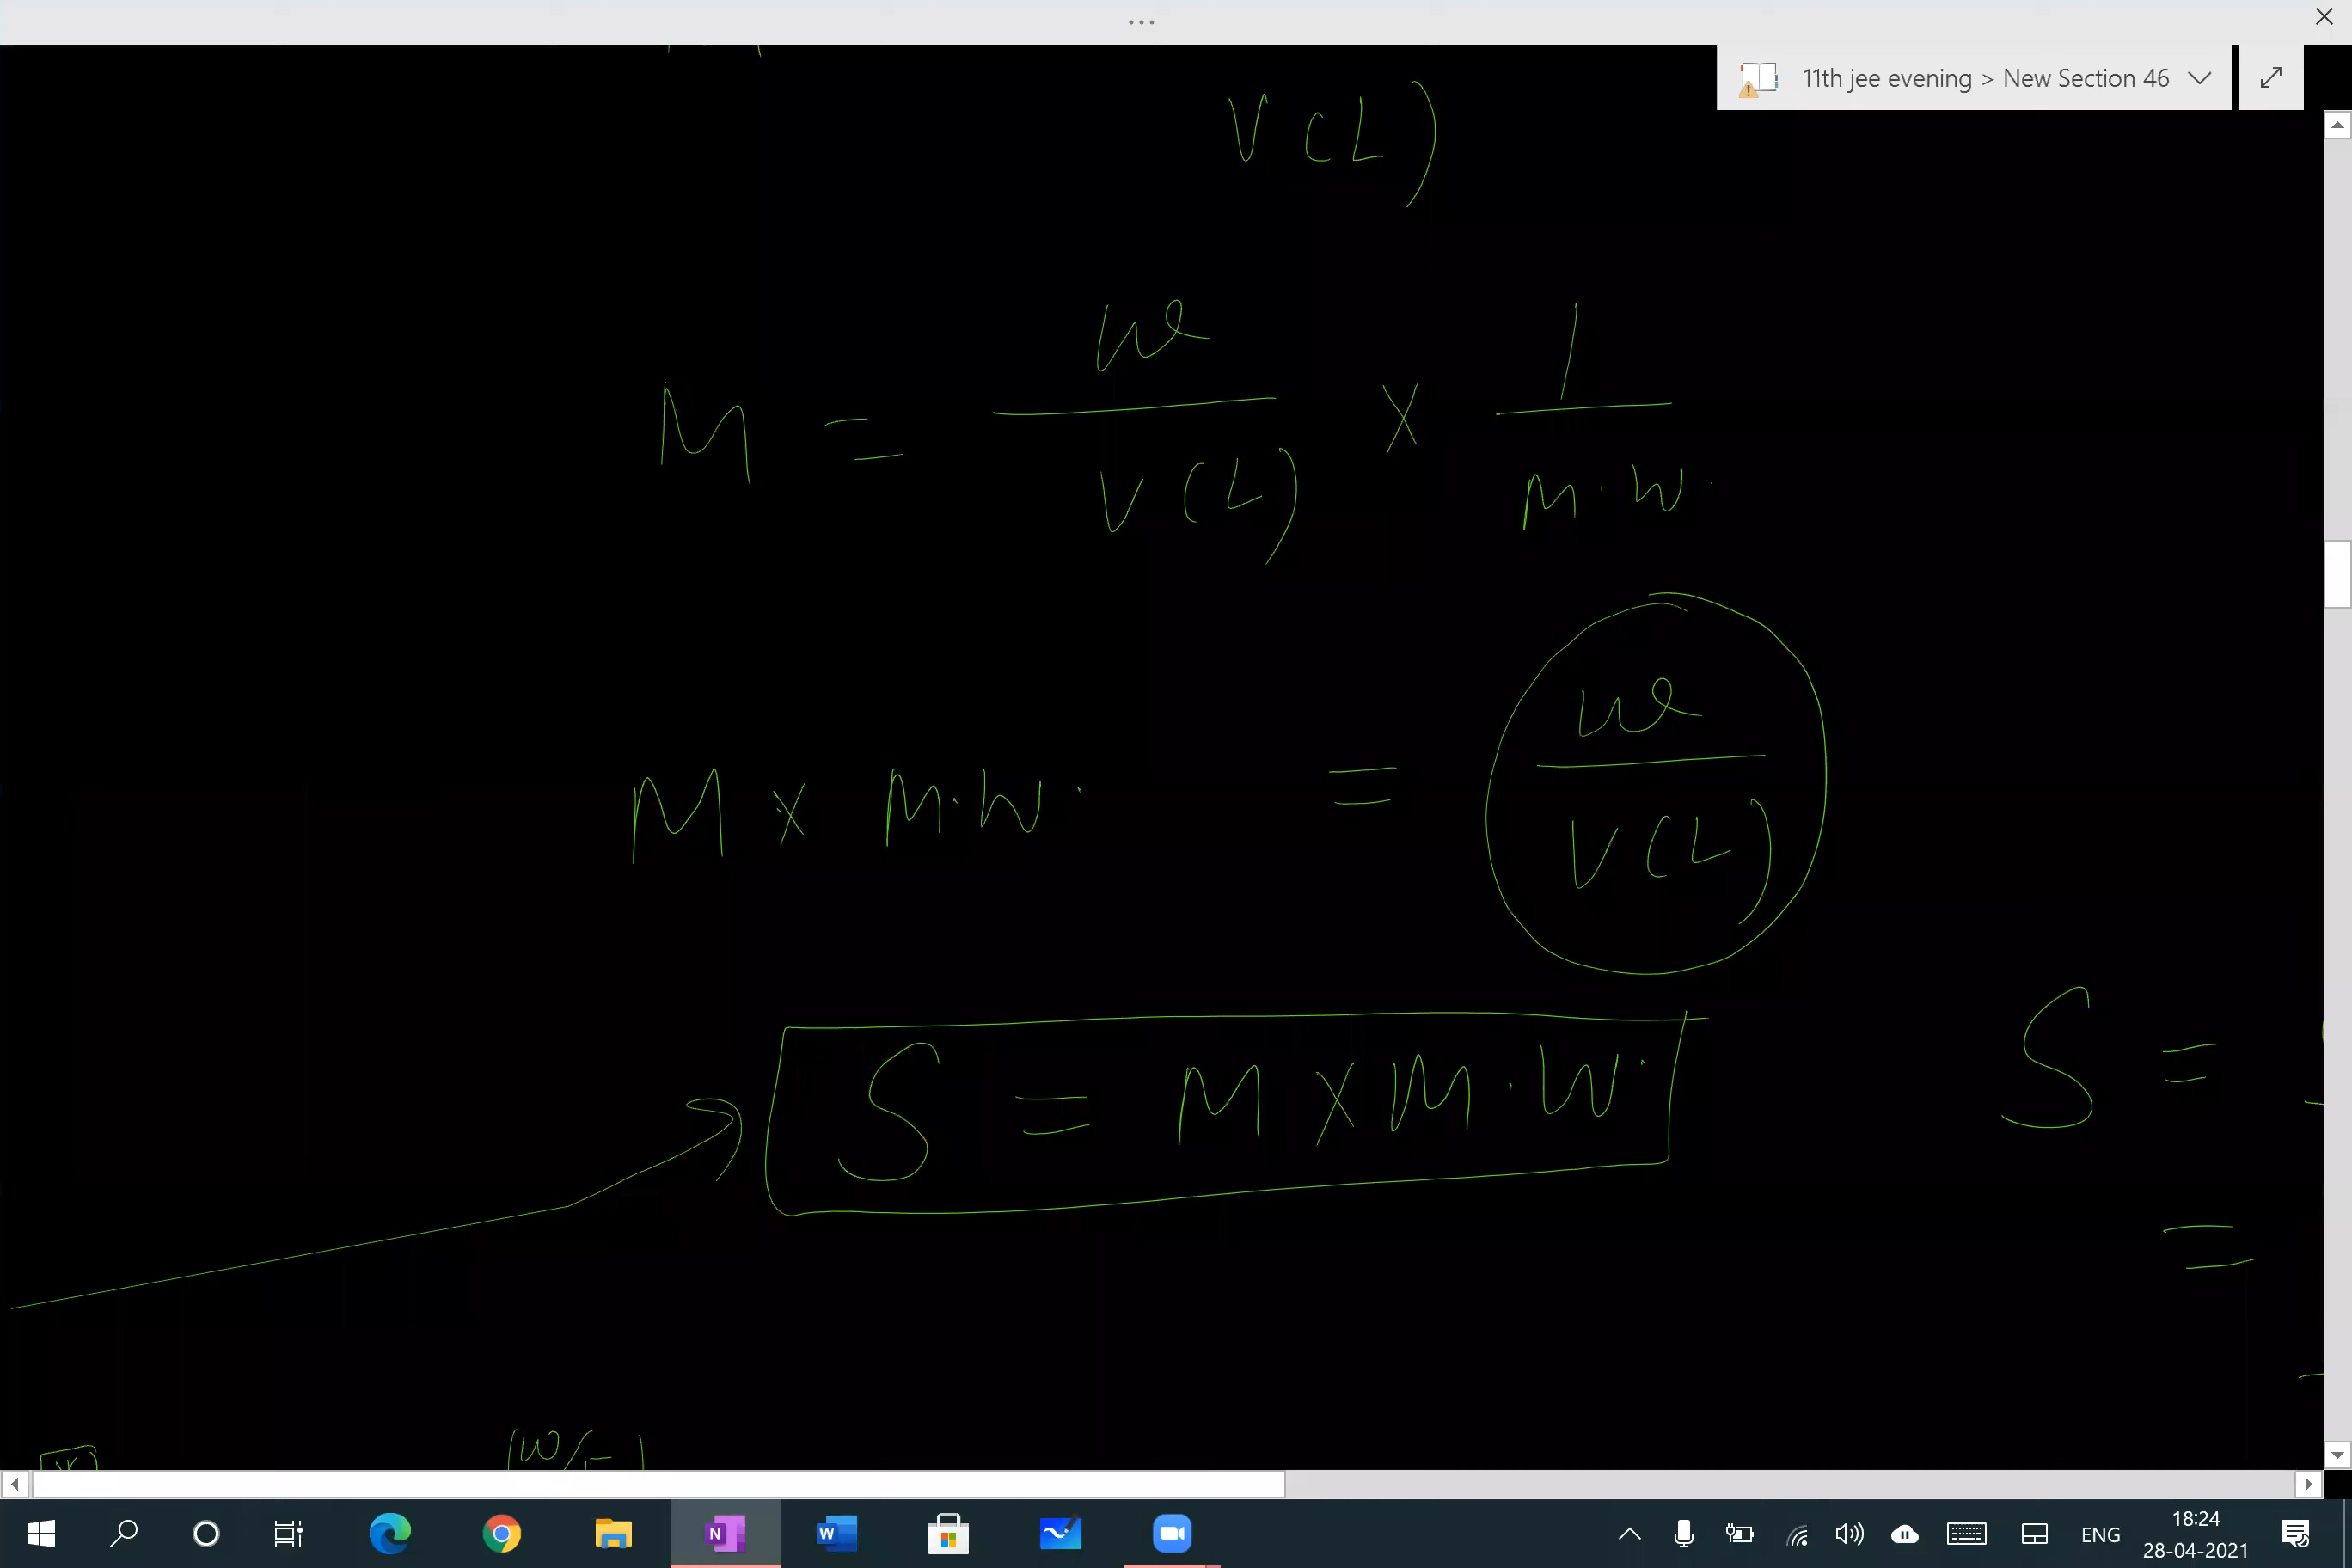 11th jee evening > New Section 46
V(L)
M = w/V(L) × 1/M.W.
M × M.W. = w/V(L)
S = M × M.W.
S =
=
ENG
18:24
28-04-2021